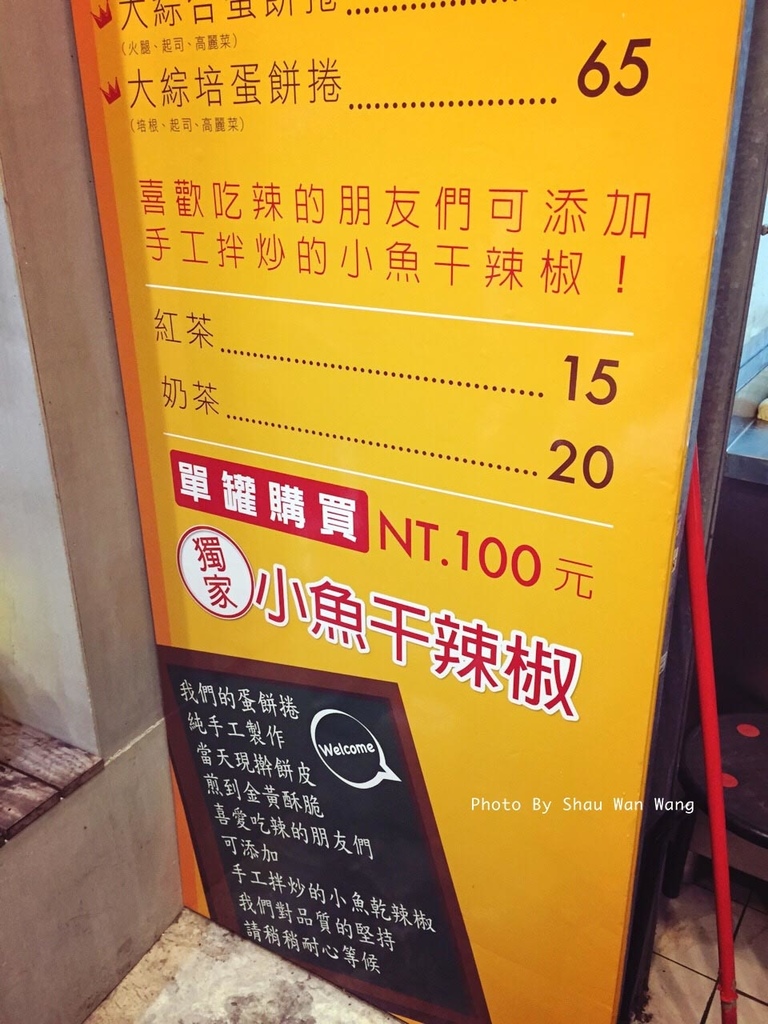 大綜合蛋餅捲
(火腿、起司、高麗菜)
大綜培蛋餅捲 65
(培根、起司、高麗菜)
喜歡吃辣的朋友們可添加
手工拌炒的小魚干辣椒！
紅茶 15
奶茶 20
單罐購買 NT.100元
獨家 小魚干辣椒
我們的蛋餅捲
純手工製作
當天現擀餅皮
煎到金黃酥脆
喜愛吃辣的朋友們
可添加
手工拌炒的小魚乾辣椒
我們對品質的堅持
請稍稍耐心等候
Welcome
Photo By Shau Wan Wang